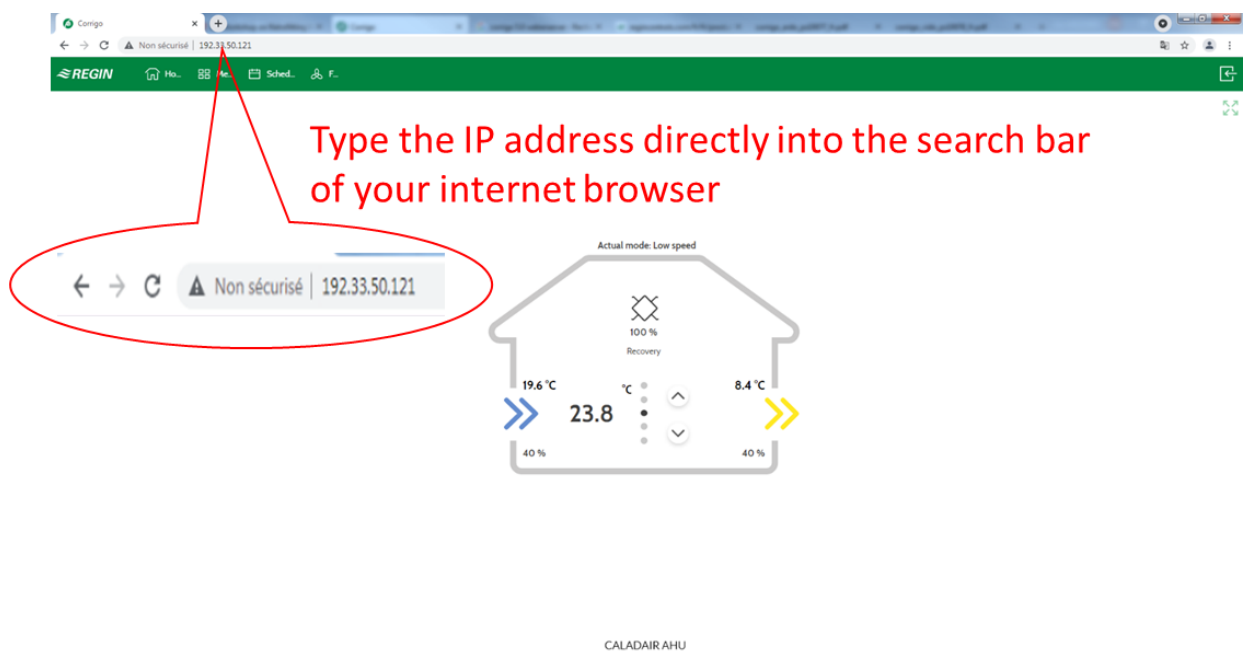 Corrigo
Corrigo
Non sécurisé | 192.33.50.121
REGIN
Ho...
Me...
Sched...
F...
Type the IP address directly into the search bar
of your internet browser
Non sécurisé | 192.33.50.121
Actual mode: Low speed
100 %
Recovery
19.6 °C
°C
8.4 °C
23.8
40 %
40 %
CALADAIR AHU